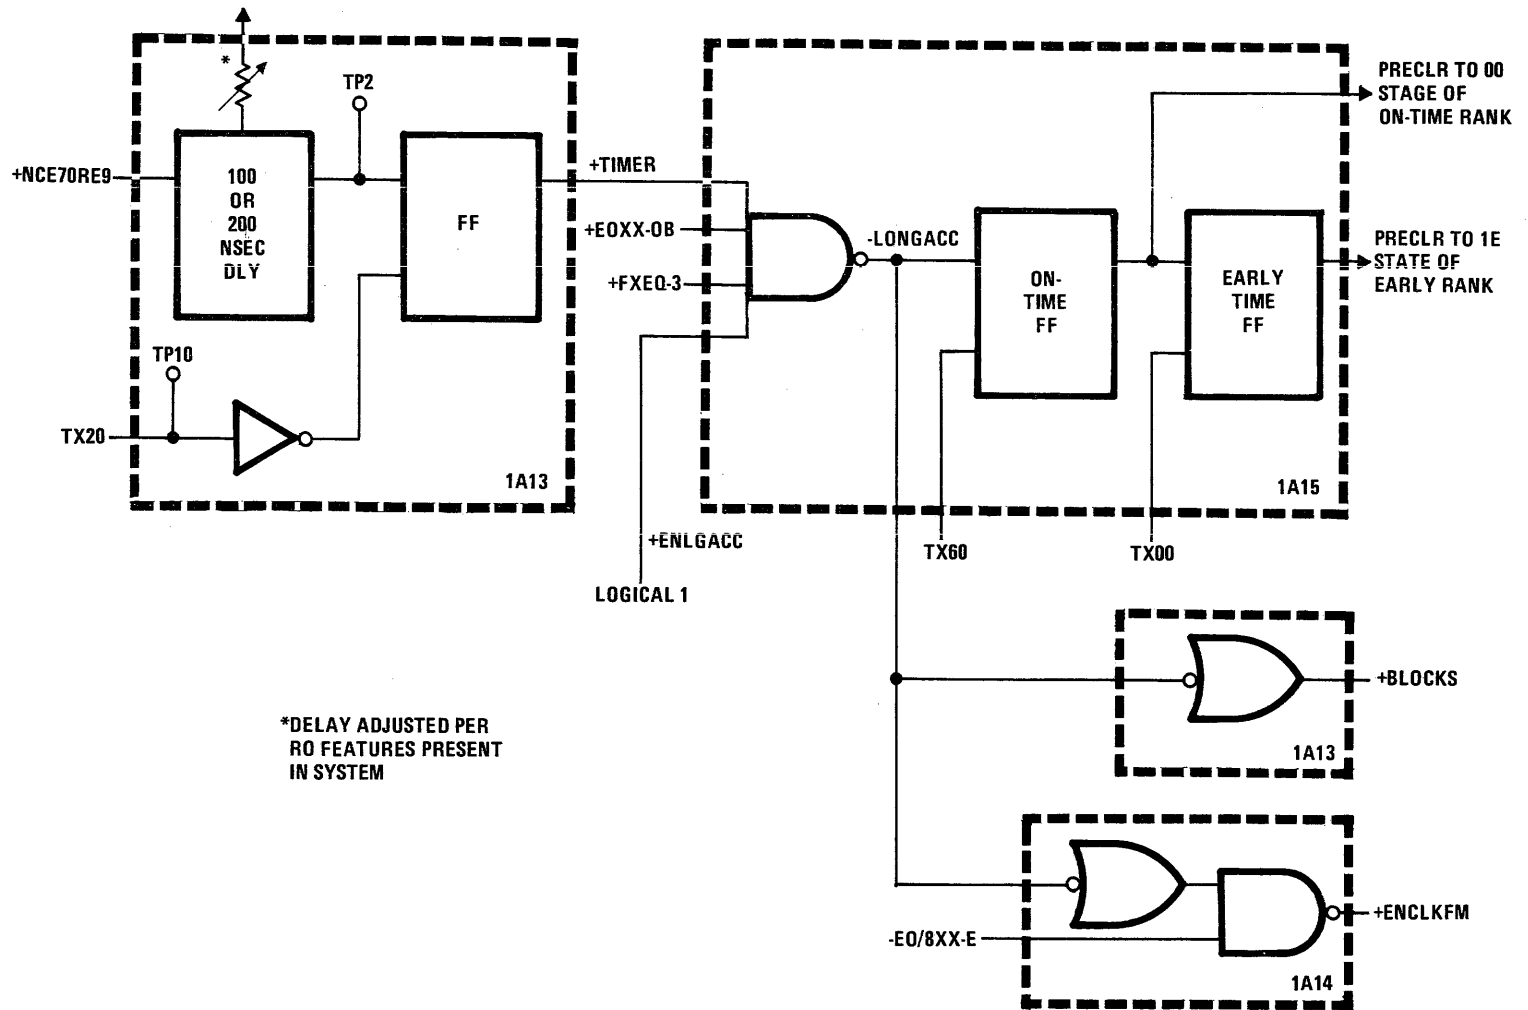 *
TP2
+NCE70RE9
100
OR
200
NSEC
DLY
FF
TP10
TX20
1A13
+TIMER
+EOXX-OB
+FXEQ-3
+ENLGACC
LOGICAL 1
-LONGACC
ON-
TIME
FF
EARLY
TIME
FF
1A15
TX60
TX00
PRECLR TO 00
STAGE OF
ON-TIME RANK
PRECLR TO 1E
STATE OF
EARLY RANK
+BLOCKS
1A13
-EO/8XX-E
+ENCLKFM
1A14
*DELAY ADJUSTED PER
RO FEATURES PRESENT
IN SYSTEM